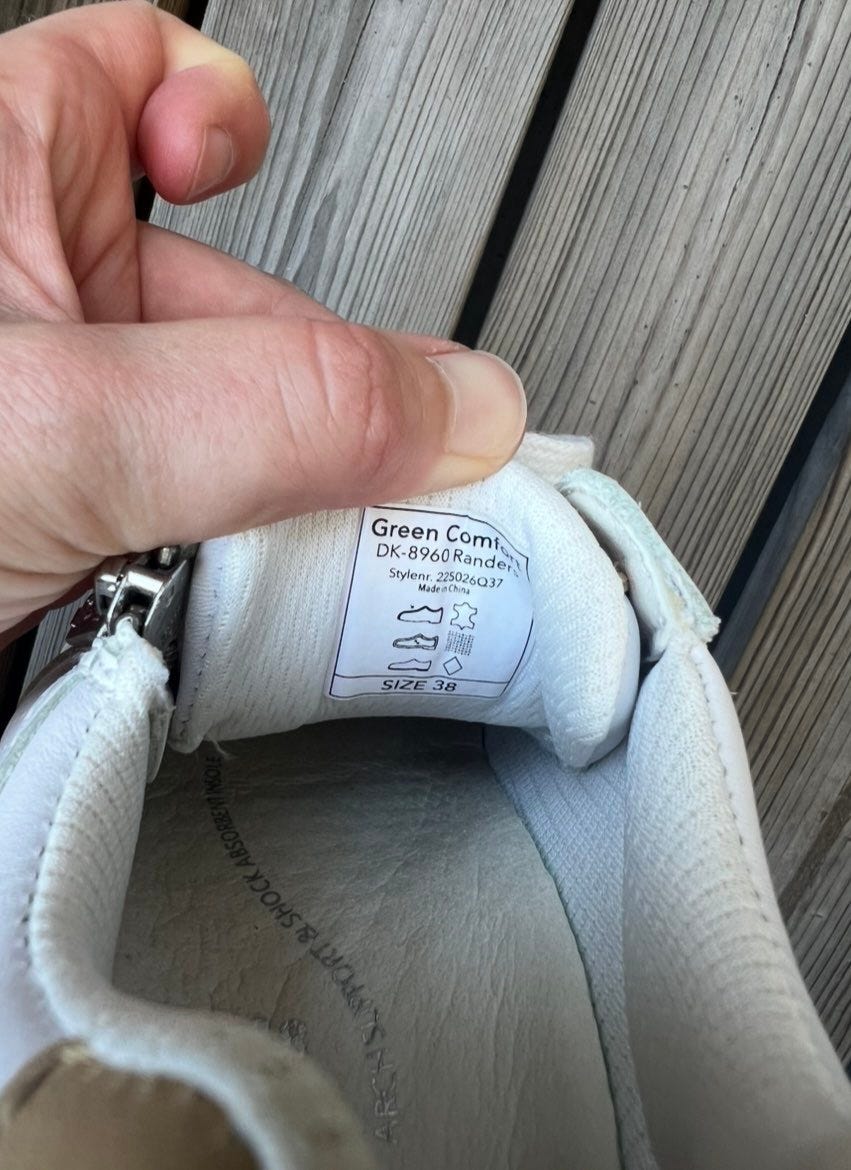 Green Comfort
DK-8960 Randers
Stylenr. 225026Q37
Made in China
SIZE 38
ARCH SUPPORT & SHOCK ABSORBENT INSOLE